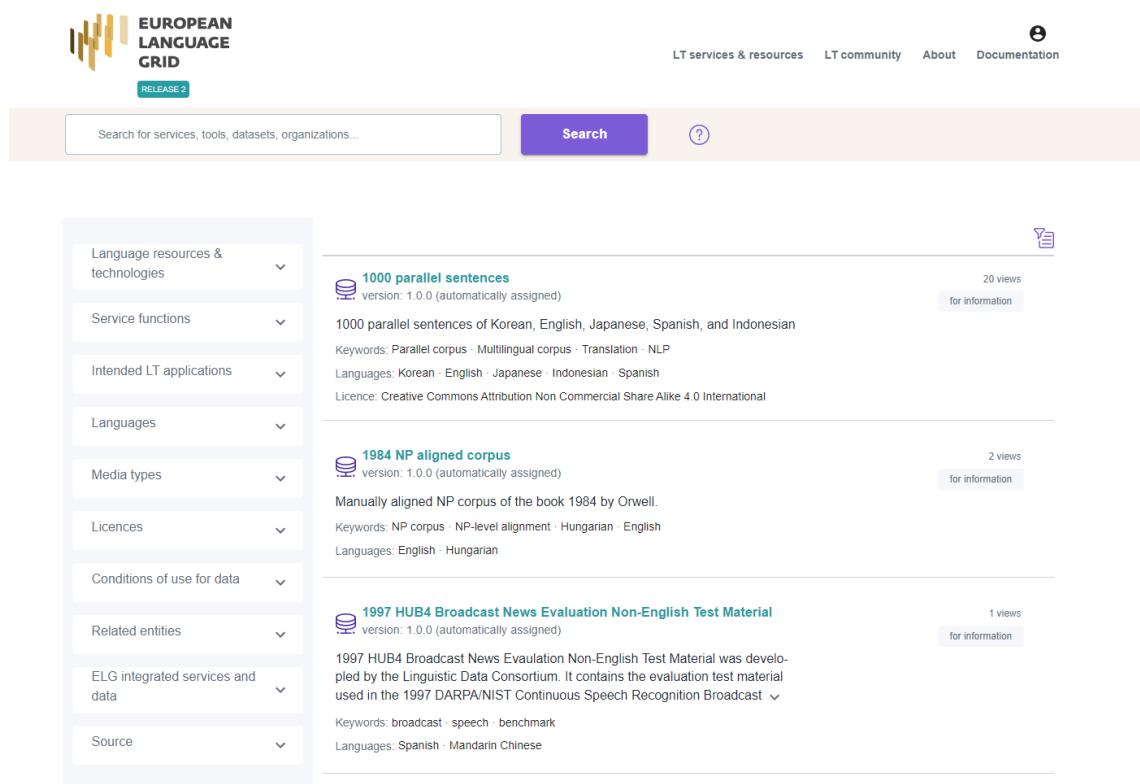 EUROPEAN
LANGUAGE
GRID
RELEASE 2
LT services & resources LT community About Documentation
Search for services, tools, datasets, organizations...
Search
?
Language resources &
technologies
Service functions
Intended LT applications
Languages
Media types
Licences
Conditions of use for data
Related entities
ELG integrated services and
data
Source
1000 parallel sentences
20 views
version: 1.0.0 (automatically assigned)
for information
1000 parallel sentences of Korean, English, Japanese, Spanish, and Indonesian
Keywords: Parallel corpus · Multilingual corpus · Translation · NLP
Languages: Korean · English · Japanese · Indonesian · Spanish
Licence: Creative Commons Attribution Non Commercial Share Alike 4.0 International
1984 NP aligned corpus
2 views
version: 1.0.0 (automatically assigned)
for information
Manually aligned NP corpus of the book 1984 by Orwell.
Keywords: NP corpus · NP-level alignment · Hungarian · English
Languages: English · Hungarian
1997 HUB4 Broadcast News Evaluation Non-English Test Material
1 views
version: 1.0.0 (automatically assigned)
for information
1997 HUB4 Broadcast News Evaulation Non-English Test Material was develo-
pled by the Linguistic Data Consortium. It contains the evaluation test material
used in the 1997 DARPA/NIST Continuous Speech Recognition Broadcast
Keywords: broadcast · speech · benchmark
Languages: Spanish · Mandarin Chinese